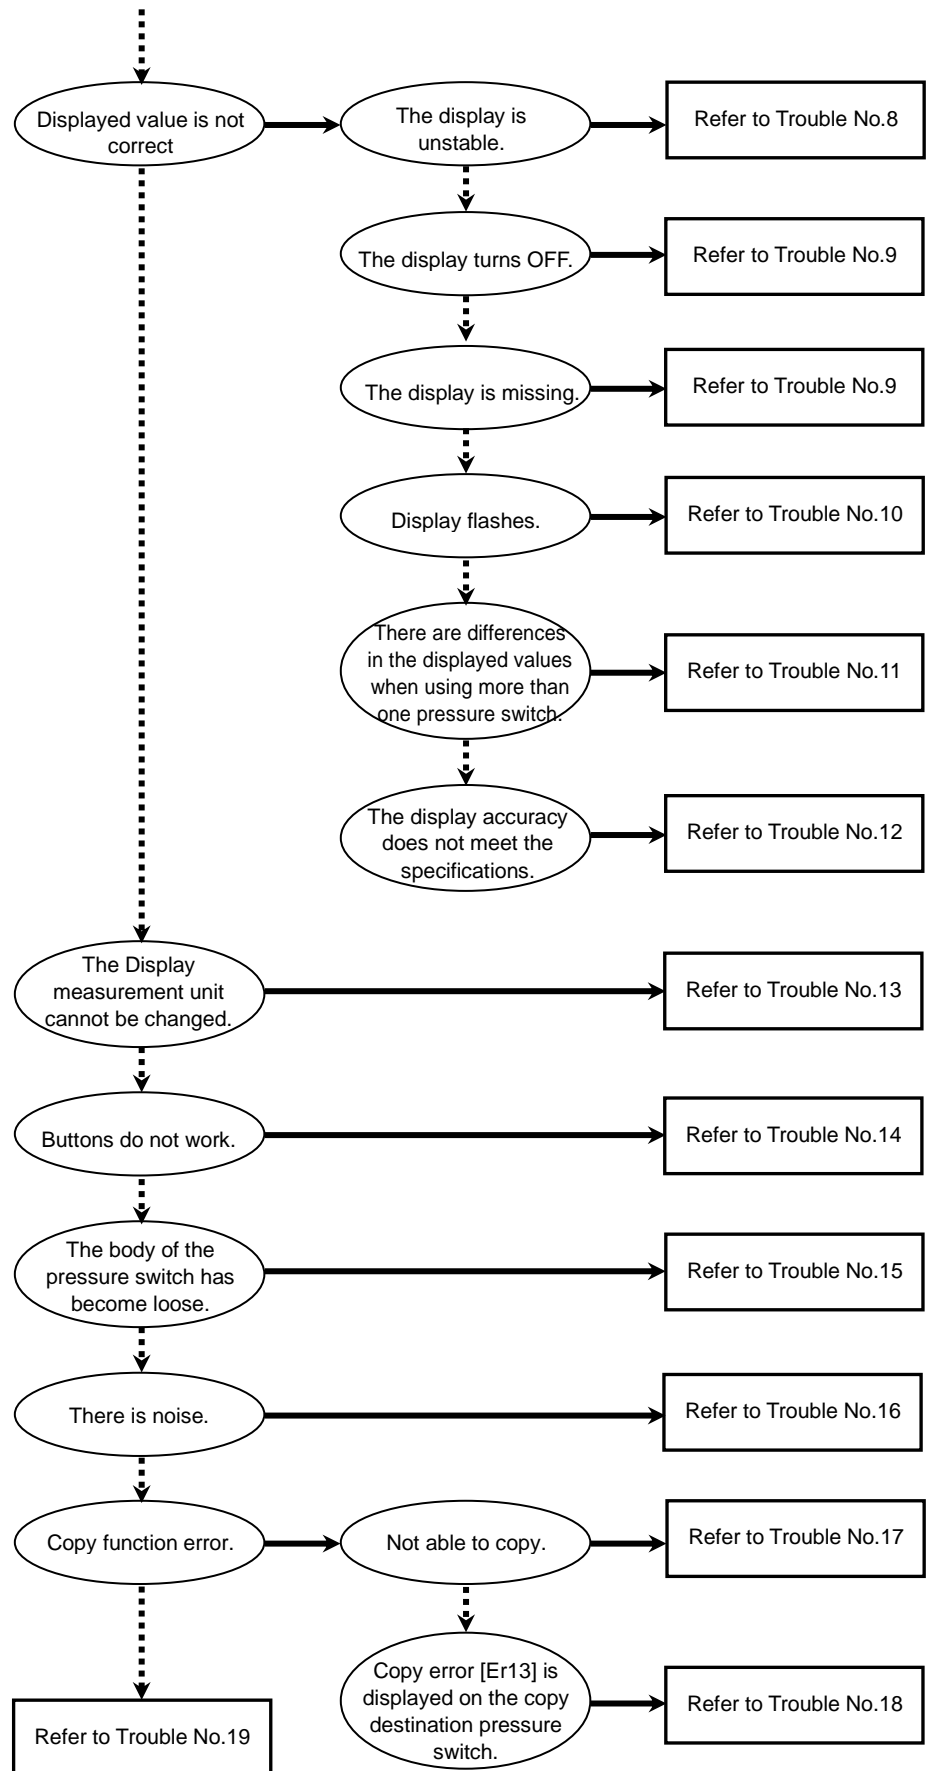 Displayed value is not
correct
The display is
unstable.
Refer to Trouble No.8
The display turns OFF.
Refer to Trouble No.9
The display is missing.
Refer to Trouble No.9
Display flashes.
Refer to Trouble No.10
There are differences
in the displayed values
when using more than
one pressure switch.
Refer to Trouble No.11
The display accuracy
does not meet the
specifications.
Refer to Trouble No.12
The Display
measurement unit
cannot be changed.
Refer to Trouble No.13
Buttons do not work.
Refer to Trouble No.14
The body of the
pressure switch has
become loose.
Refer to Trouble No.15
There is noise.
Refer to Trouble No.16
Copy function error.
Not able to copy.
Refer to Trouble No.17
Copy error [Er13] is
displayed on the copy
destination pressure
switch.
Refer to Trouble No.18
Refer to Trouble No.19